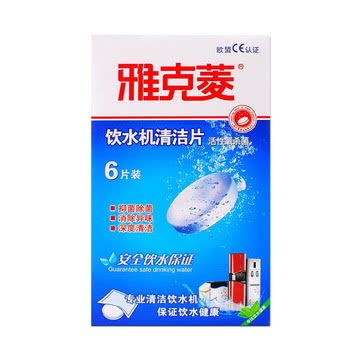 欧盟CE认证
雅克菱®
饮水机清洁片 活性氧杀菌
6片装
抑菌除菌
消除异味
深度清洁
安全饮水保证
Guarantee safe drinking water
专业清洁饮水机
保证饮水健康